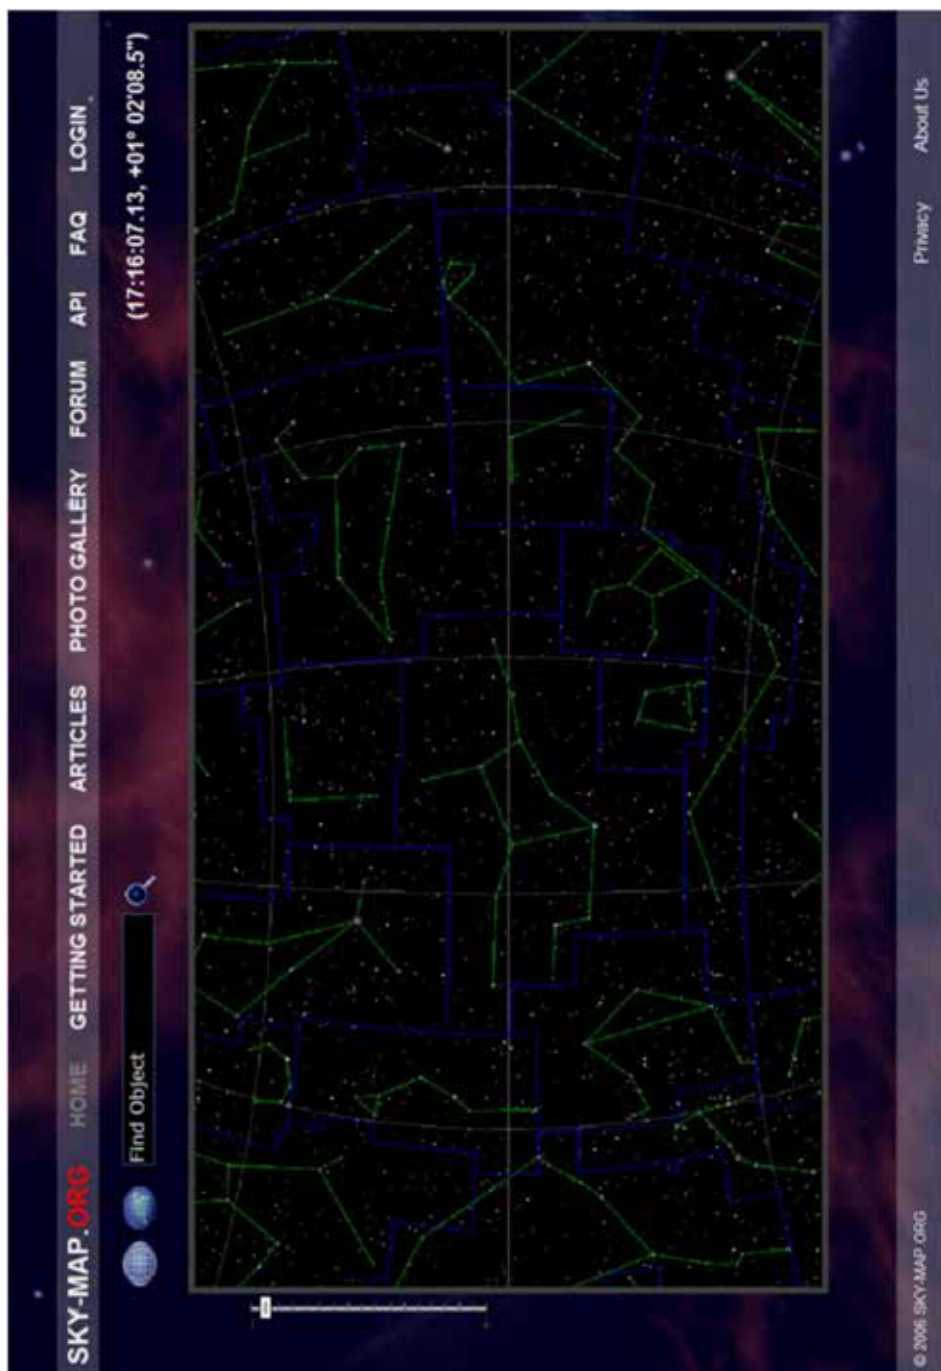 SKY-MAP.ORG HOME GETTING STARTED ARTICLES PHOTO GALLERY FORUM API FAQ LOGIN
Find Object (17:16:07.13, +01° 02'08.5")
© 2006 SKY-MAP.ORG Privacy About Us